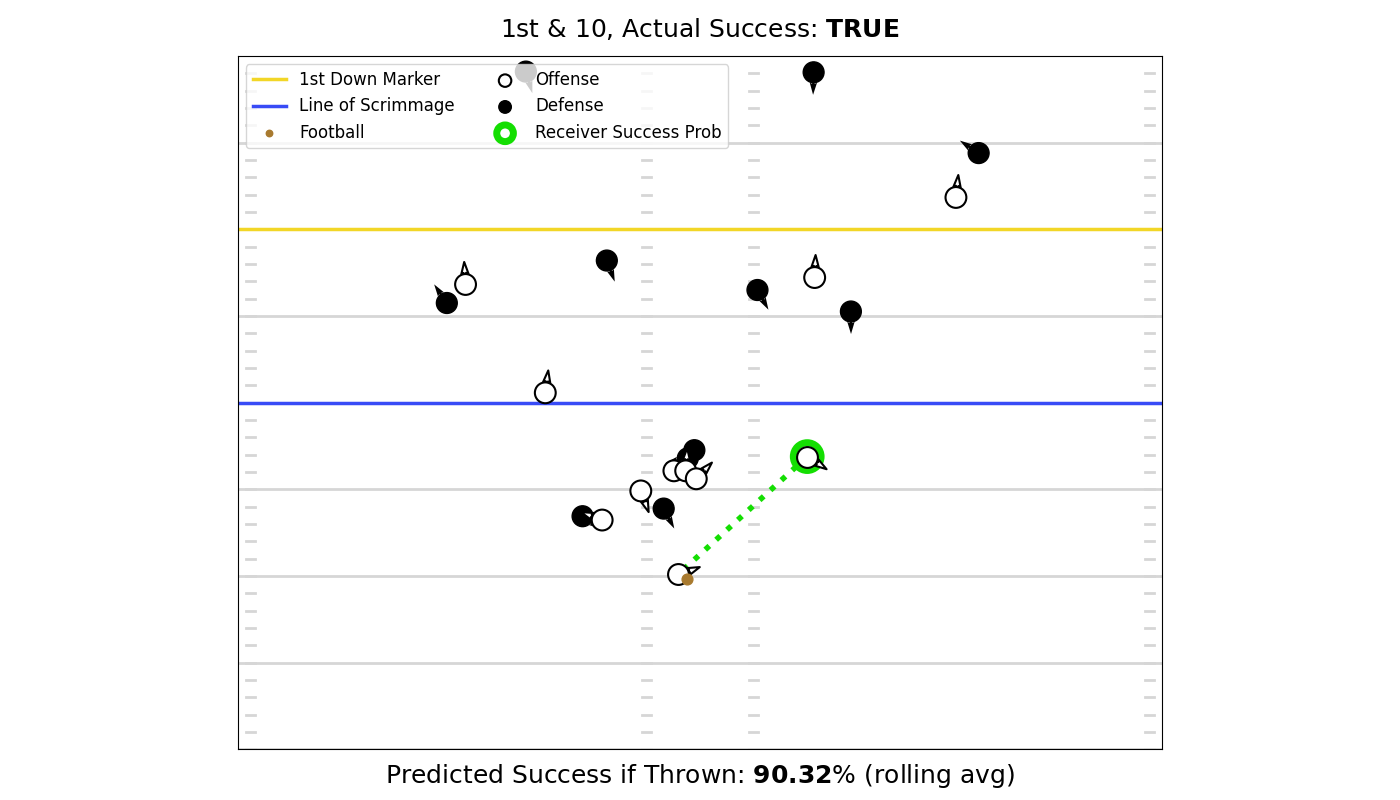 1st & 10, Actual Success: TRUE
1st Down Marker
Line of Scrimmage
Football
Offense
Defense
Receiver Success Prob
Predicted Success if Thrown: 90.32% (rolling avg)